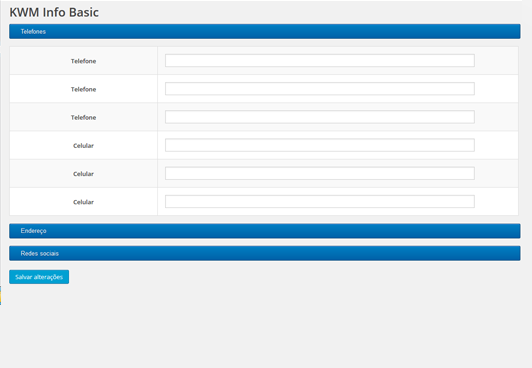 KWM Info Basic
Telefones
Telefone
Telefone
Telefone
Celular
Celular
Celular
Endereço
Redes sociais
Salvar alterações